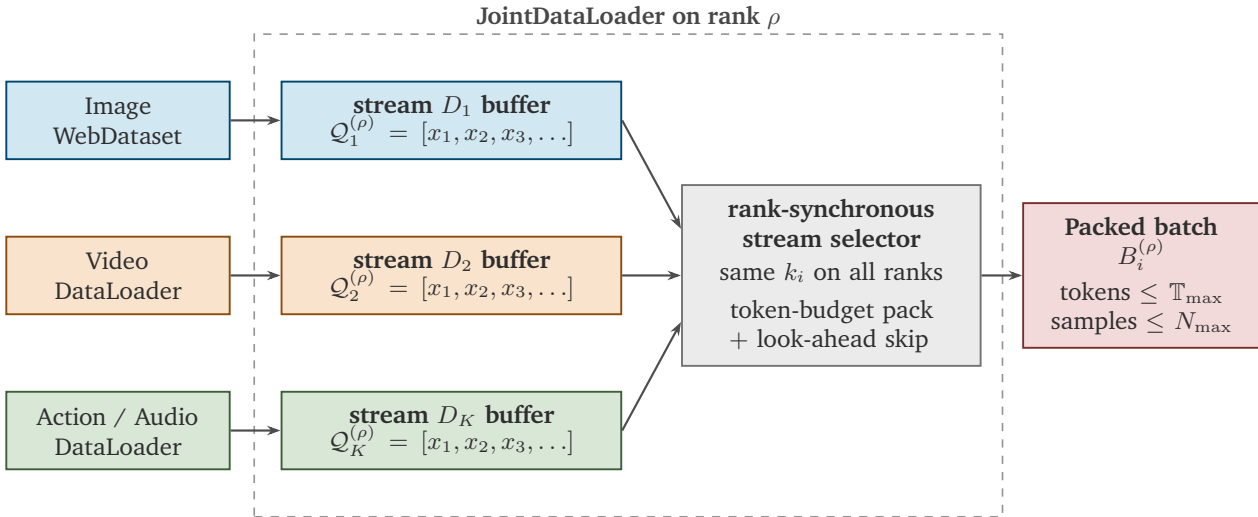 JointDataLoader on rank ρ
Image
WebDataset
stream D₁ buffer
𝒬₁^(ρ) = [x₁, x₂, x₃, …]
Video
DataLoader
stream D₂ buffer
𝒬₂^(ρ) = [x₁, x₂, x₃, …]
Action / Audio
DataLoader
stream D_K buffer
𝒬_K^(ρ) = [x₁, x₂, x₃, …]
rank-synchronous
stream selector
same kᵢ on all ranks
token-budget pack
+ look-ahead skip
Packed batch
Bᵢ^(ρ)
tokens ≤ 𝕋_max
samples ≤ N_max